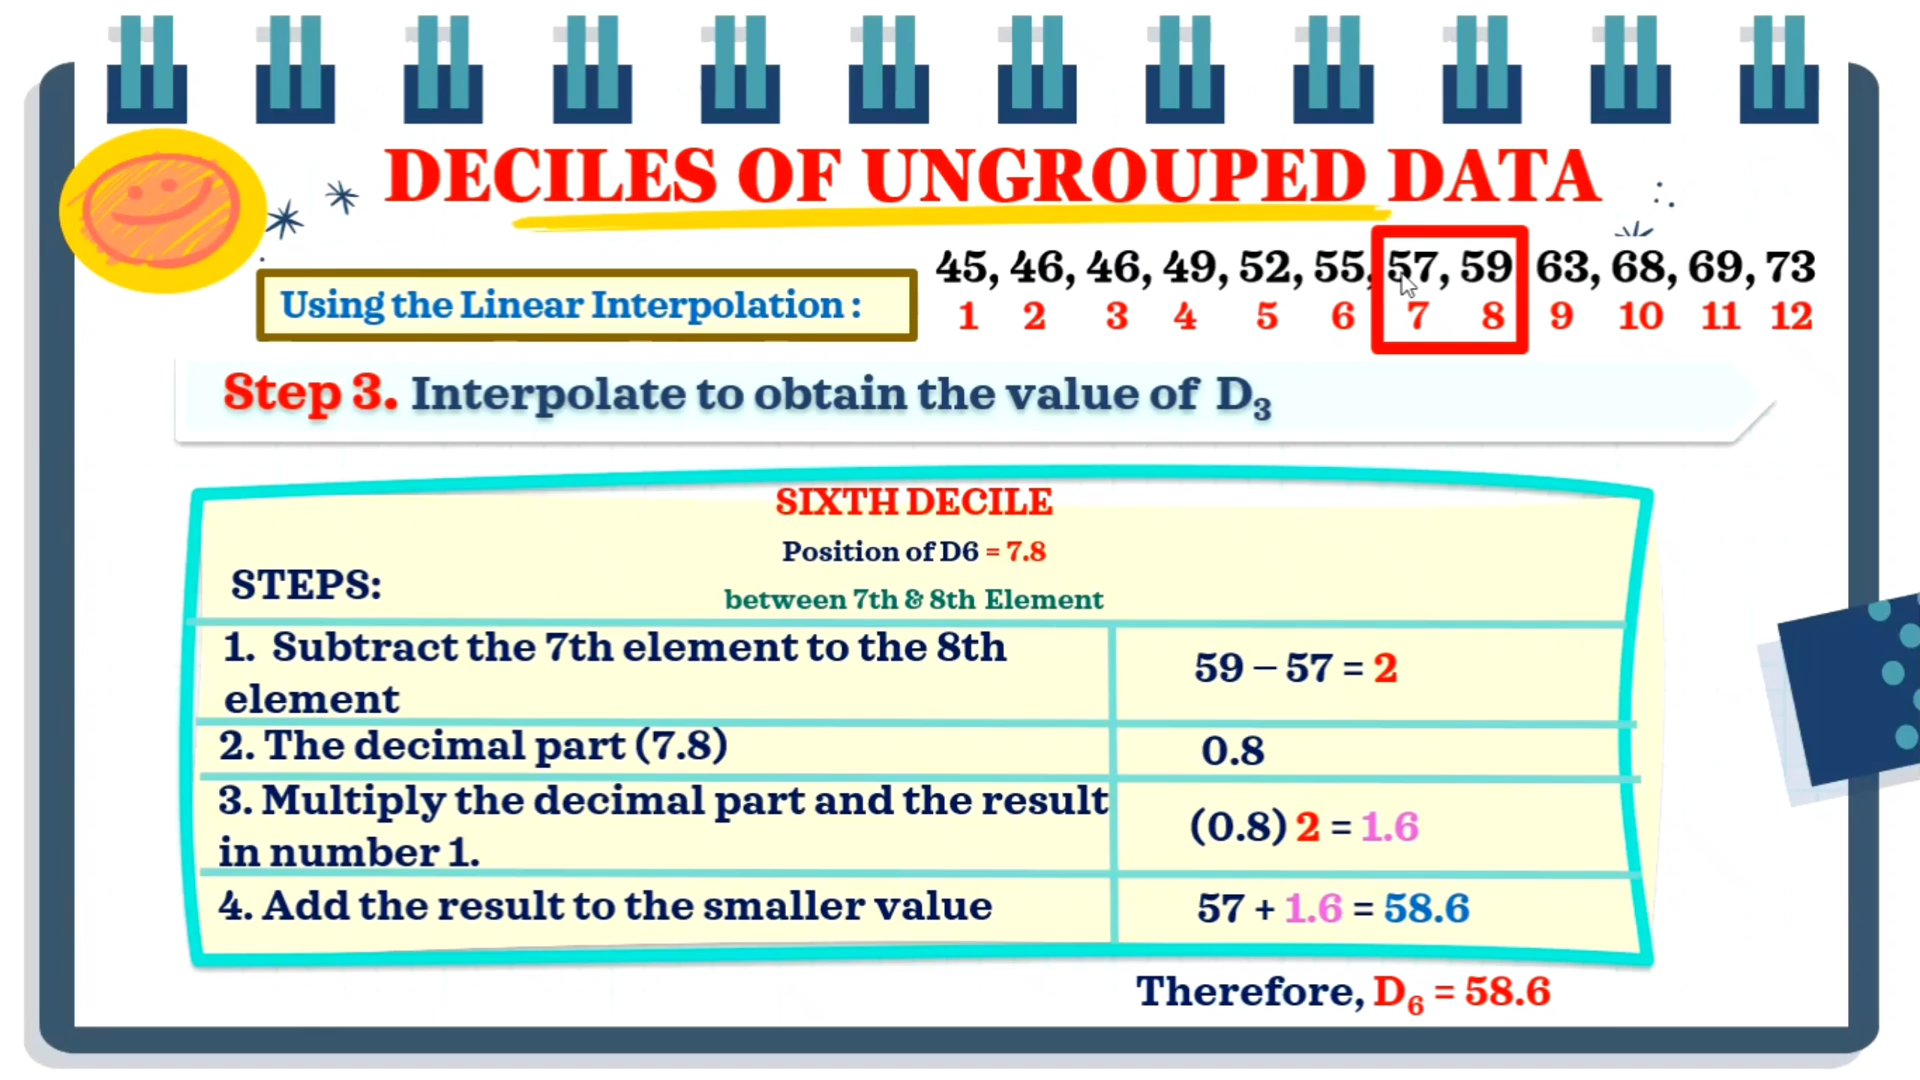 DECILES OF UNGROUPED DATA
45, 46, 46, 49, 52, 55, 57, 59 63, 68, 69, 73
Using the Linear Interpolation :
1 2 3 4 5 6 7 8 9 10 11 12
Step 3. Interpolate to obtain the value of D₃
SIXTH DECILE
Position of D6 = 7.8
STEPS:
between 7th & 8th Element
1. Subtract the 7th element to the 8th
element
59 – 57 = 2
2. The decimal part (7.8)
0.8
3. Multiply the decimal part and the result
in number 1.
(0.8) 2 = 1.6
4. Add the result to the smaller value
57 + 1.6 = 58.6
Therefore, D₆ = 58.6